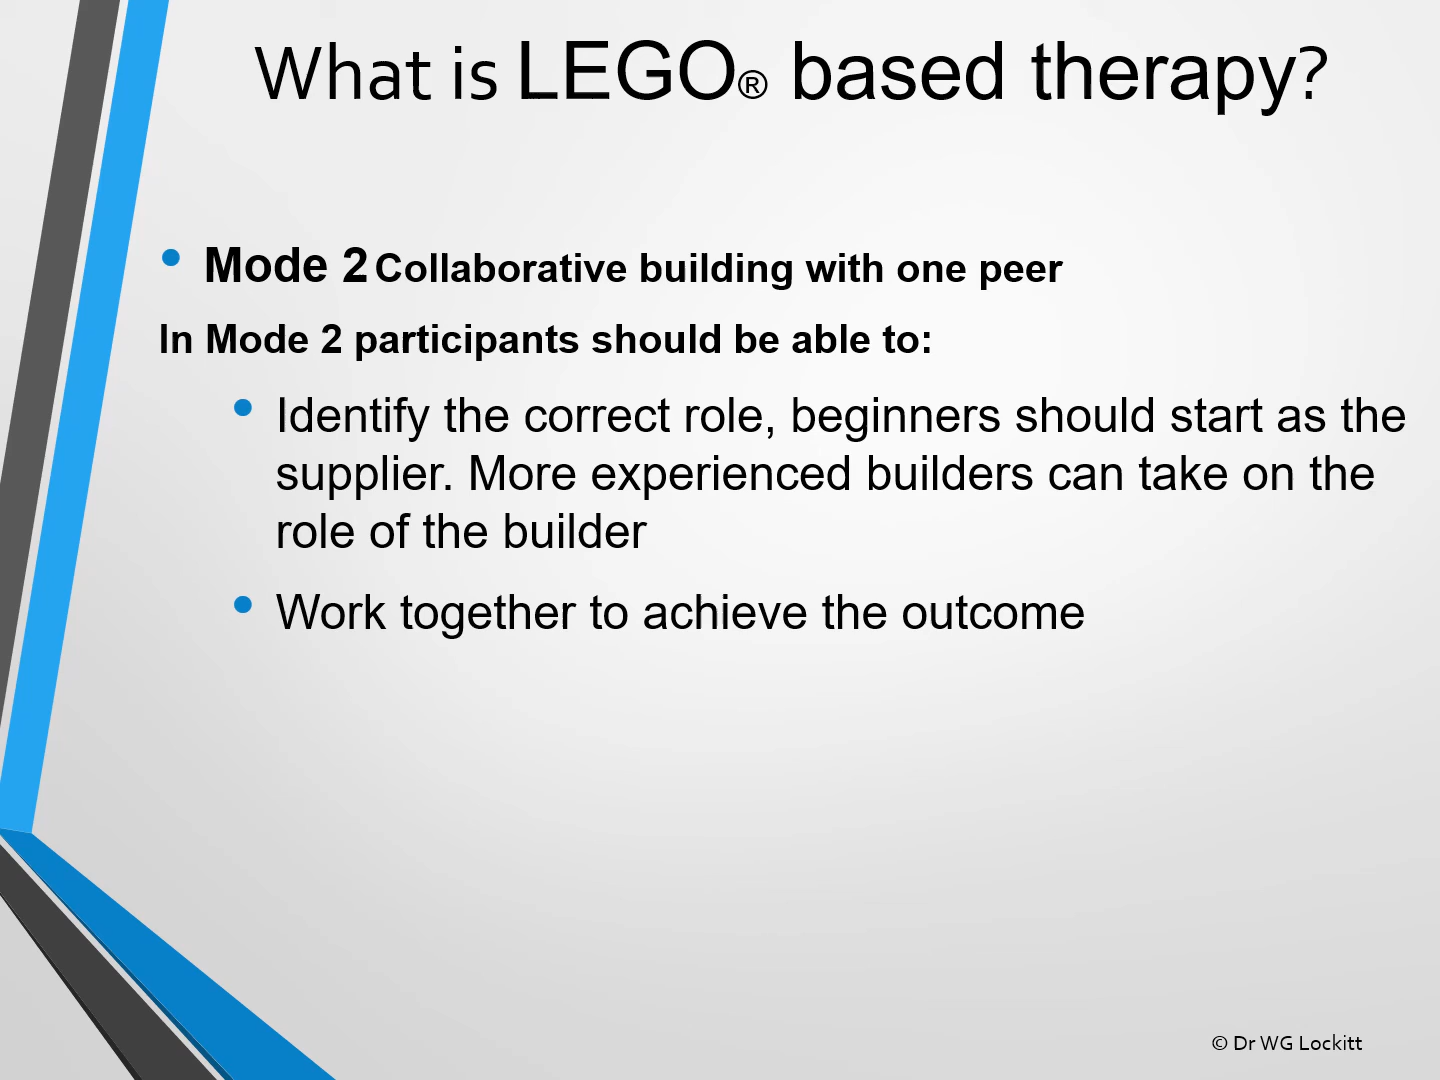 What is LEGO® based therapy?
• Mode 2 Collaborative building with one peer
In Mode 2 participants should be able to:
• Identify the correct role, beginners should start as the
supplier. More experienced builders can take on the
role of the builder
• Work together to achieve the outcome
© Dr WG Lockitt